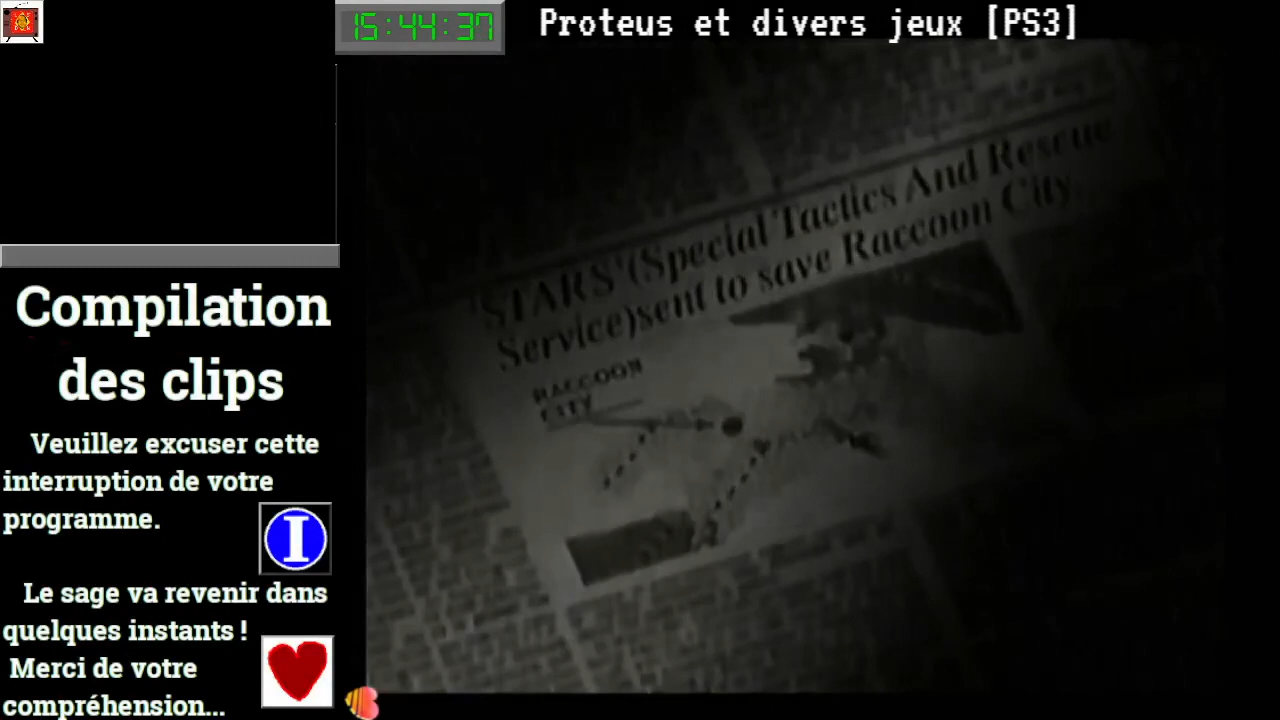 15:44:37
Proteus et divers jeux [PS3]
'STARS'(Special Tactics And Rescue
Service)sent to save Raccoon City.
RACCOON
CITY
Compilation
des clips
Veuillez excuser cette
interruption de votre
programme.
I
Le sage va revenir dans
quelques instants !
Merci de votre
compréhension...